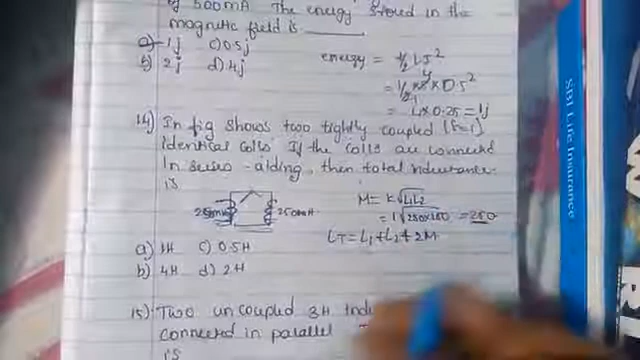 of 500mA The energy stored in the
magnetic field is ______
a) 1j c) 0.5j
b) 2j d) 4j
energy = 1/2 LI²
= 1/2 × 8 4 × 0.5²
= 4×0.25 = 1j
14) In fig shows two tightly coupled (k=1)
identical coils If the coils are connected
In series - aiding, then total inductance
is
250mH 250mH
M = K√L1L2
= 1√250×250 = 250
LT = L1+L2+2M
a) 1H c) 0.5H
b) 4H d) 2H
15) Two uncoupled 3H
connected in parallel
is
SBI Life Insurance